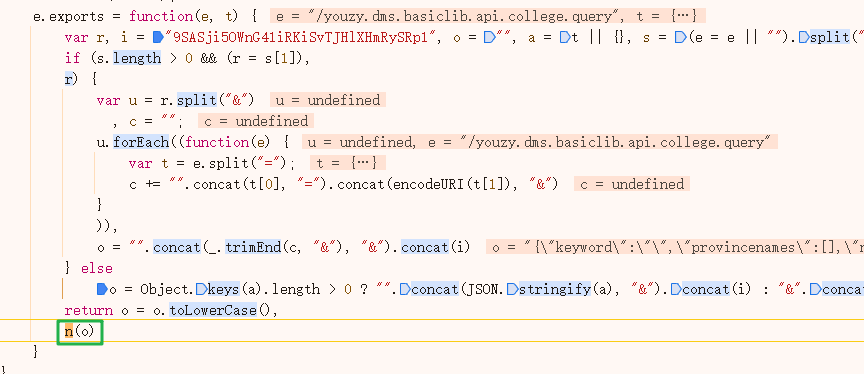 e.exports = function(e, t) { e = "/youzy.dms.basiclib.api.college.query", t = {…}
var r, i = "9SASji5OWnG41iRKiSvTJHlXHmRySRp1", o = "", a = t || {}, s = (e = e || "").split("
if (s.length > 0 && (r = s[1]),
r) {
var u = r.split("&") u = undefined
, c = ""; c = undefined
u.forEach((function(e) { u = undefined, e = "/youzy.dms.basiclib.api.college.query"
var t = e.split("="); t = {…}
c += "".concat(t[0], "=").concat(encodeURI(t[1]), "&") c = undefined
}
)),
o = "".concat(_.trimEnd(c, "&"), "&").concat(i) o = "{\"keyword\":\"\",\"provincenames\":[],\"n
} else
o = Object.keys(a).length > 0 ? "".concat(JSON.stringify(a), "&").concat(i) : "&".conca
return o = o.toLowerCase(),
n(o)
}